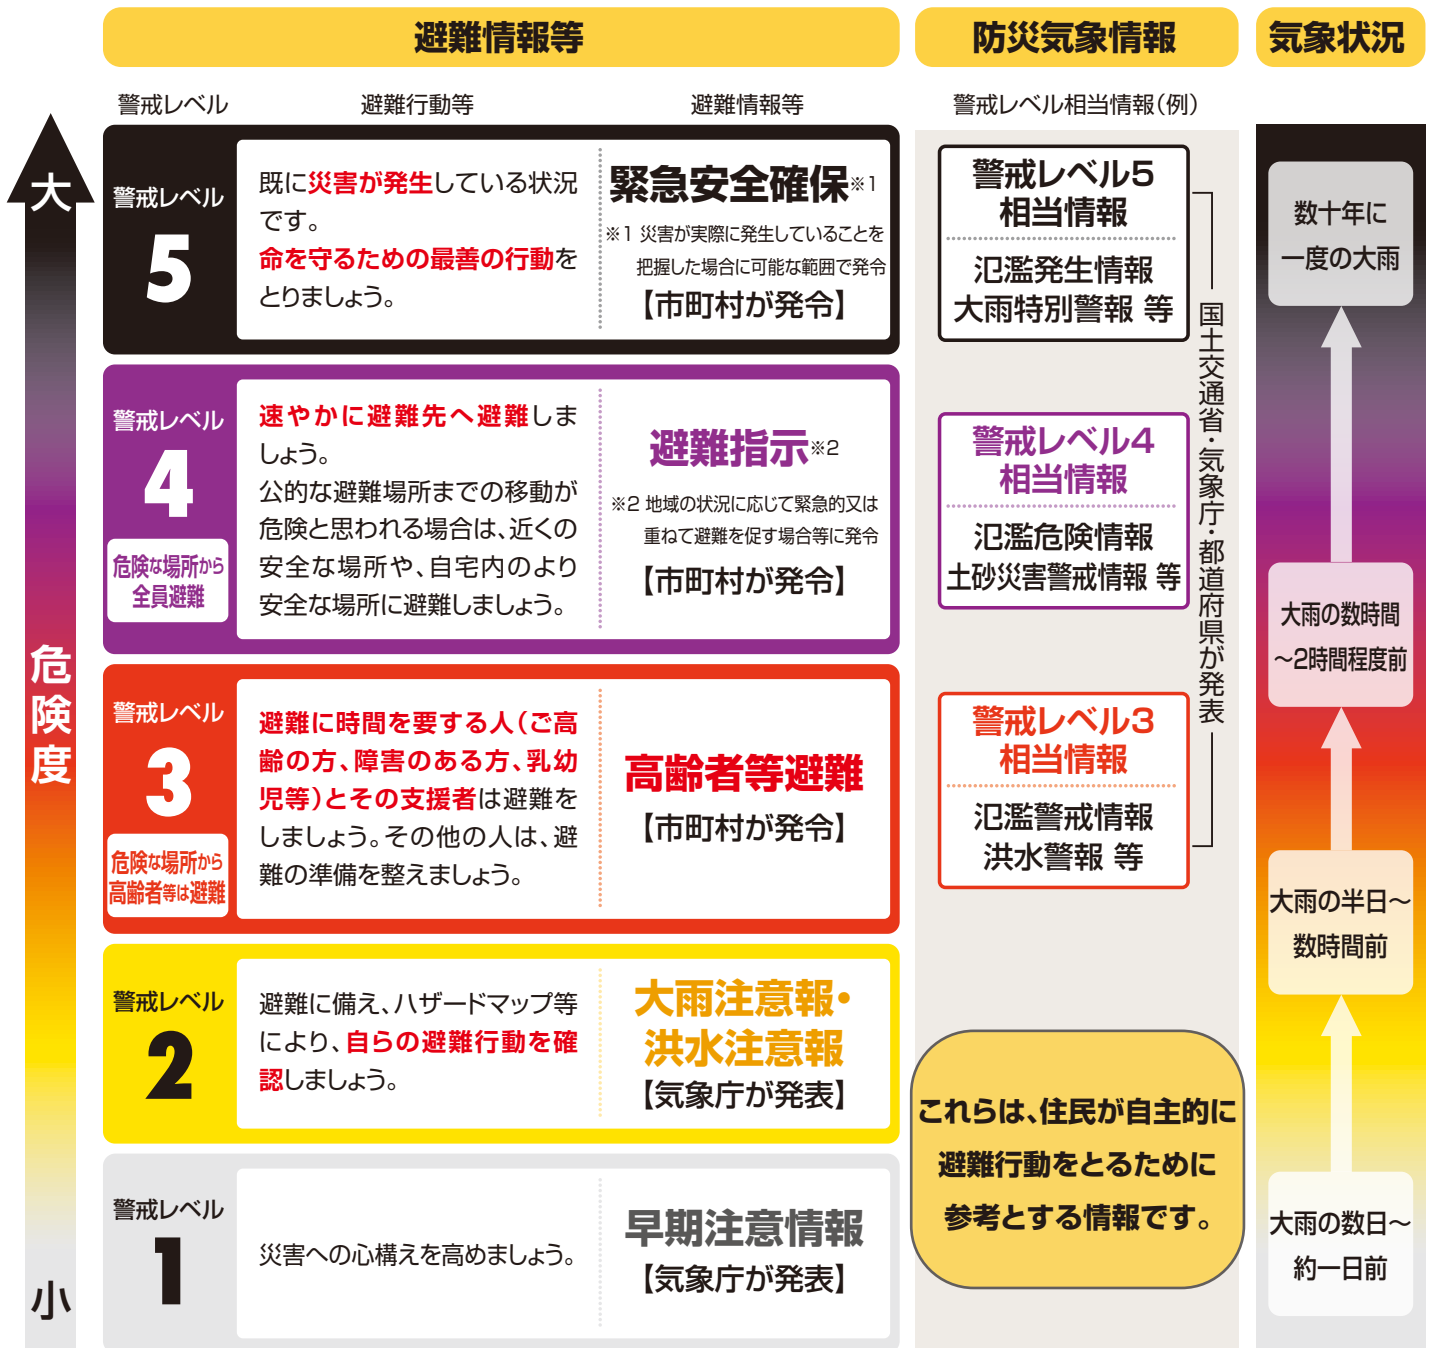 避難情報等
防災気象情報
気象状況
警戒レベル
避難行動等
避難情報等
警戒レベル相当情報(例)
大
危険度
小
警戒レベル
5
既に災害が発生している状況
です。
命を守るための最善の行動を
とりましょう。
緊急安全確保※1
※1 災害が実際に発生していることを
把握した場合に可能な範囲で発令
【市町村が発令】
警戒レベル5
相当情報
氾濫発生情報
大雨特別警報 等
数十年に
一度の大雨
警戒レベル
4
危険な場所から
全員避難
速やかに避難先へ避難しま
しょう。
公的な避難場所までの移動が
危険と思われる場合は、近くの
安全な場所や、自宅内のより
安全な場所に避難しましょう。
避難指示※2
※2 地域の状況に応じて緊急的又は
重ねて避難を促す場合等に発令
【市町村が発令】
警戒レベル4
相当情報
氾濫危険情報
土砂災害警戒情報 等
国土交通省・気象庁・都道府県が発表
大雨の数時間
~2時間程度前
警戒レベル
3
危険な場所から
高齢者等は避難
避難に時間を要する人(ご高
齢の方、障害のある方、乳幼
児等)とその支援者は避難を
しましょう。その他の人は、避
難の準備を整えましょう。
高齢者等避難
【市町村が発令】
警戒レベル3
相当情報
氾濫警戒情報
洪水警報 等
大雨の半日~
数時間前
警戒レベル
2
避難に備え、ハザードマップ等
により、自らの避難行動を確
認しましょう。
大雨注意報・
洪水注意報
【気象庁が発表】
これらは、住民が自主的に
避難行動をとるために
参考とする情報です。
警戒レベル
1
災害への心構えを高めましょう。
早期注意情報
【気象庁が発表】
大雨の数日~
約一日前